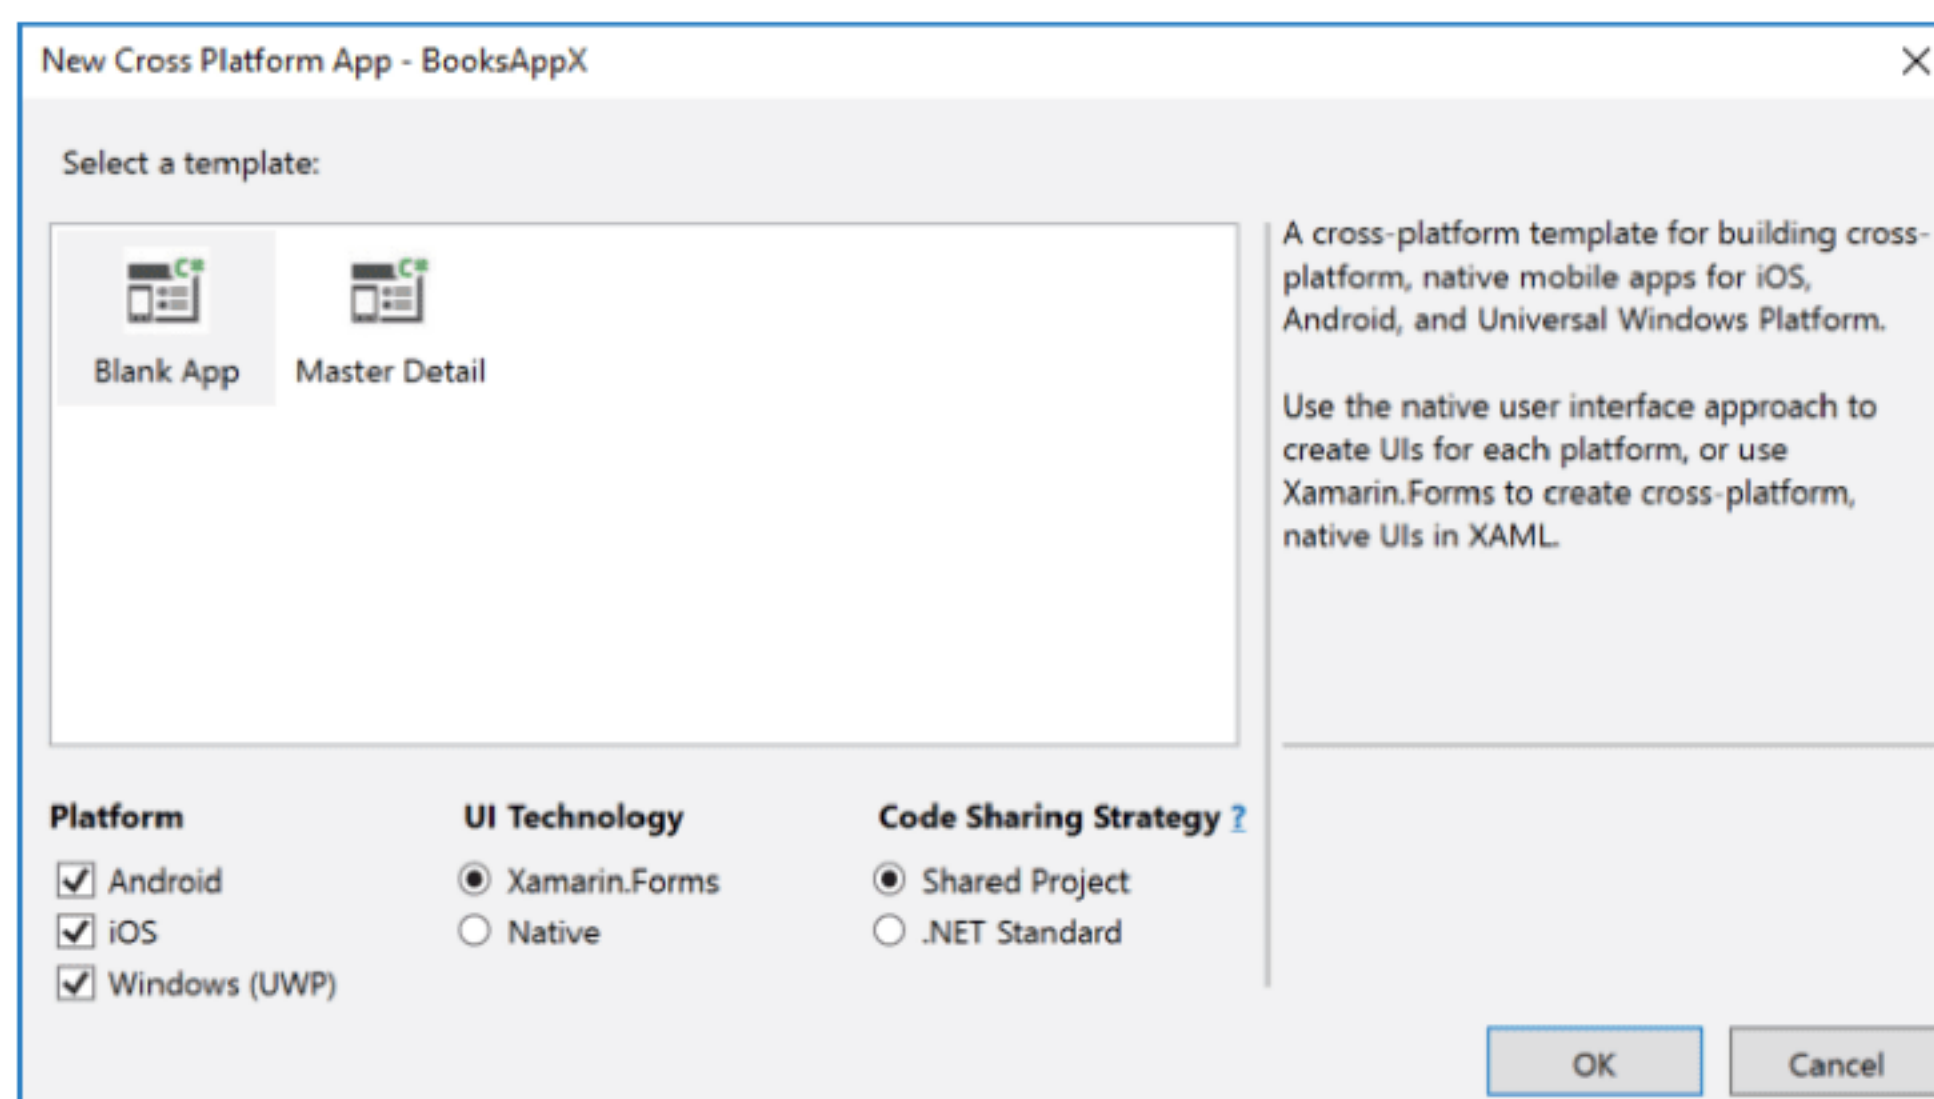 New Cross Platform App - BooksAppX
Select a template:
C#
Blank App
C#
Master Detail
A cross-platform template for building cross-
platform, native mobile apps for iOS,
Android, and Universal Windows Platform.
Use the native user interface approach to
create UIs for each platform, or use
Xamarin.Forms to create cross-platform,
native UIs in XAML.
Platform
Android
iOS
Windows (UWP)
UI Technology
Xamarin.Forms
Native
Code Sharing Strategy ?
Shared Project
.NET Standard
OK
Cancel